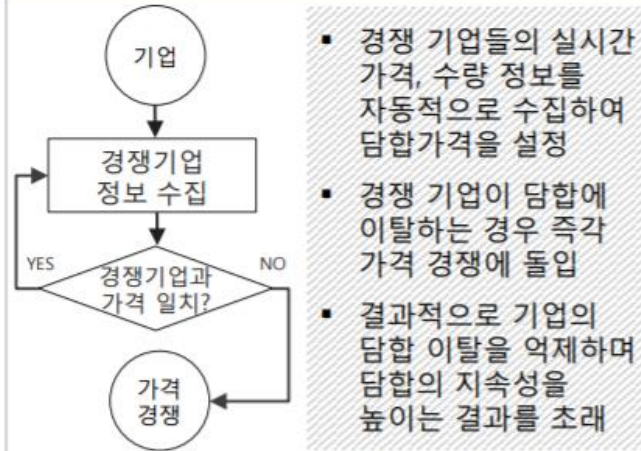 기업
경쟁기업
정보 수집
YES
NO
경쟁기업과
가격 일치?
가격
경쟁
▪ 경쟁 기업들의 실시간
가격, 수량 정보를
자동적으로 수집하여
담합가격을 설정
▪ 경쟁 기업이 담합에
이탈하는 경우 즉각
가격 경쟁에 돌입
▪ 결과적으로 기업의
담합 이탈을 억제하며
담합의 지속성을
높이는 결과를 초래